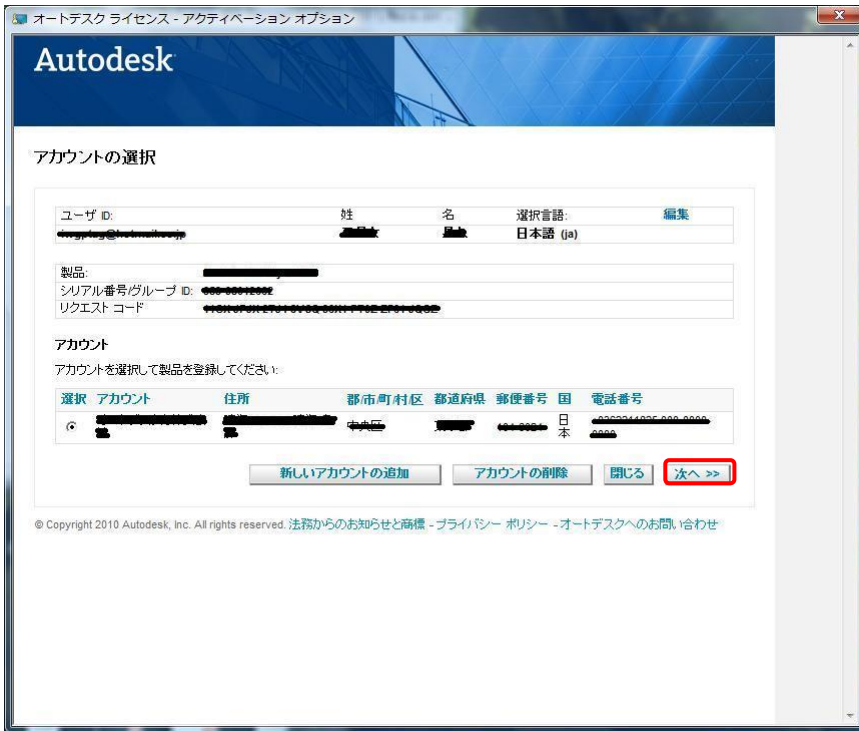 オートデスク ライセンス - アクティベーション オプション
Autodesk
アカウントの選択
ユーザ ID: 姓 名 選択言語: 編集
日本語 (ja)
製品:
シリアル番号/グループ ID:
リクエスト コード
アカウント
アカウントを選択して製品を登録してください:
選択 アカウント 住所 郡/市/町/村/区 都道府県 郵便番号 国 電話番号
中央区 日本
新しいアカウントの追加 アカウントの削除 閉じる 次へ >>
© Copyright 2010 Autodesk, Inc. All rights reserved. 法務からのお知らせと商標 - プライバシー ポリシー - オートデスクへのお問い合わせ